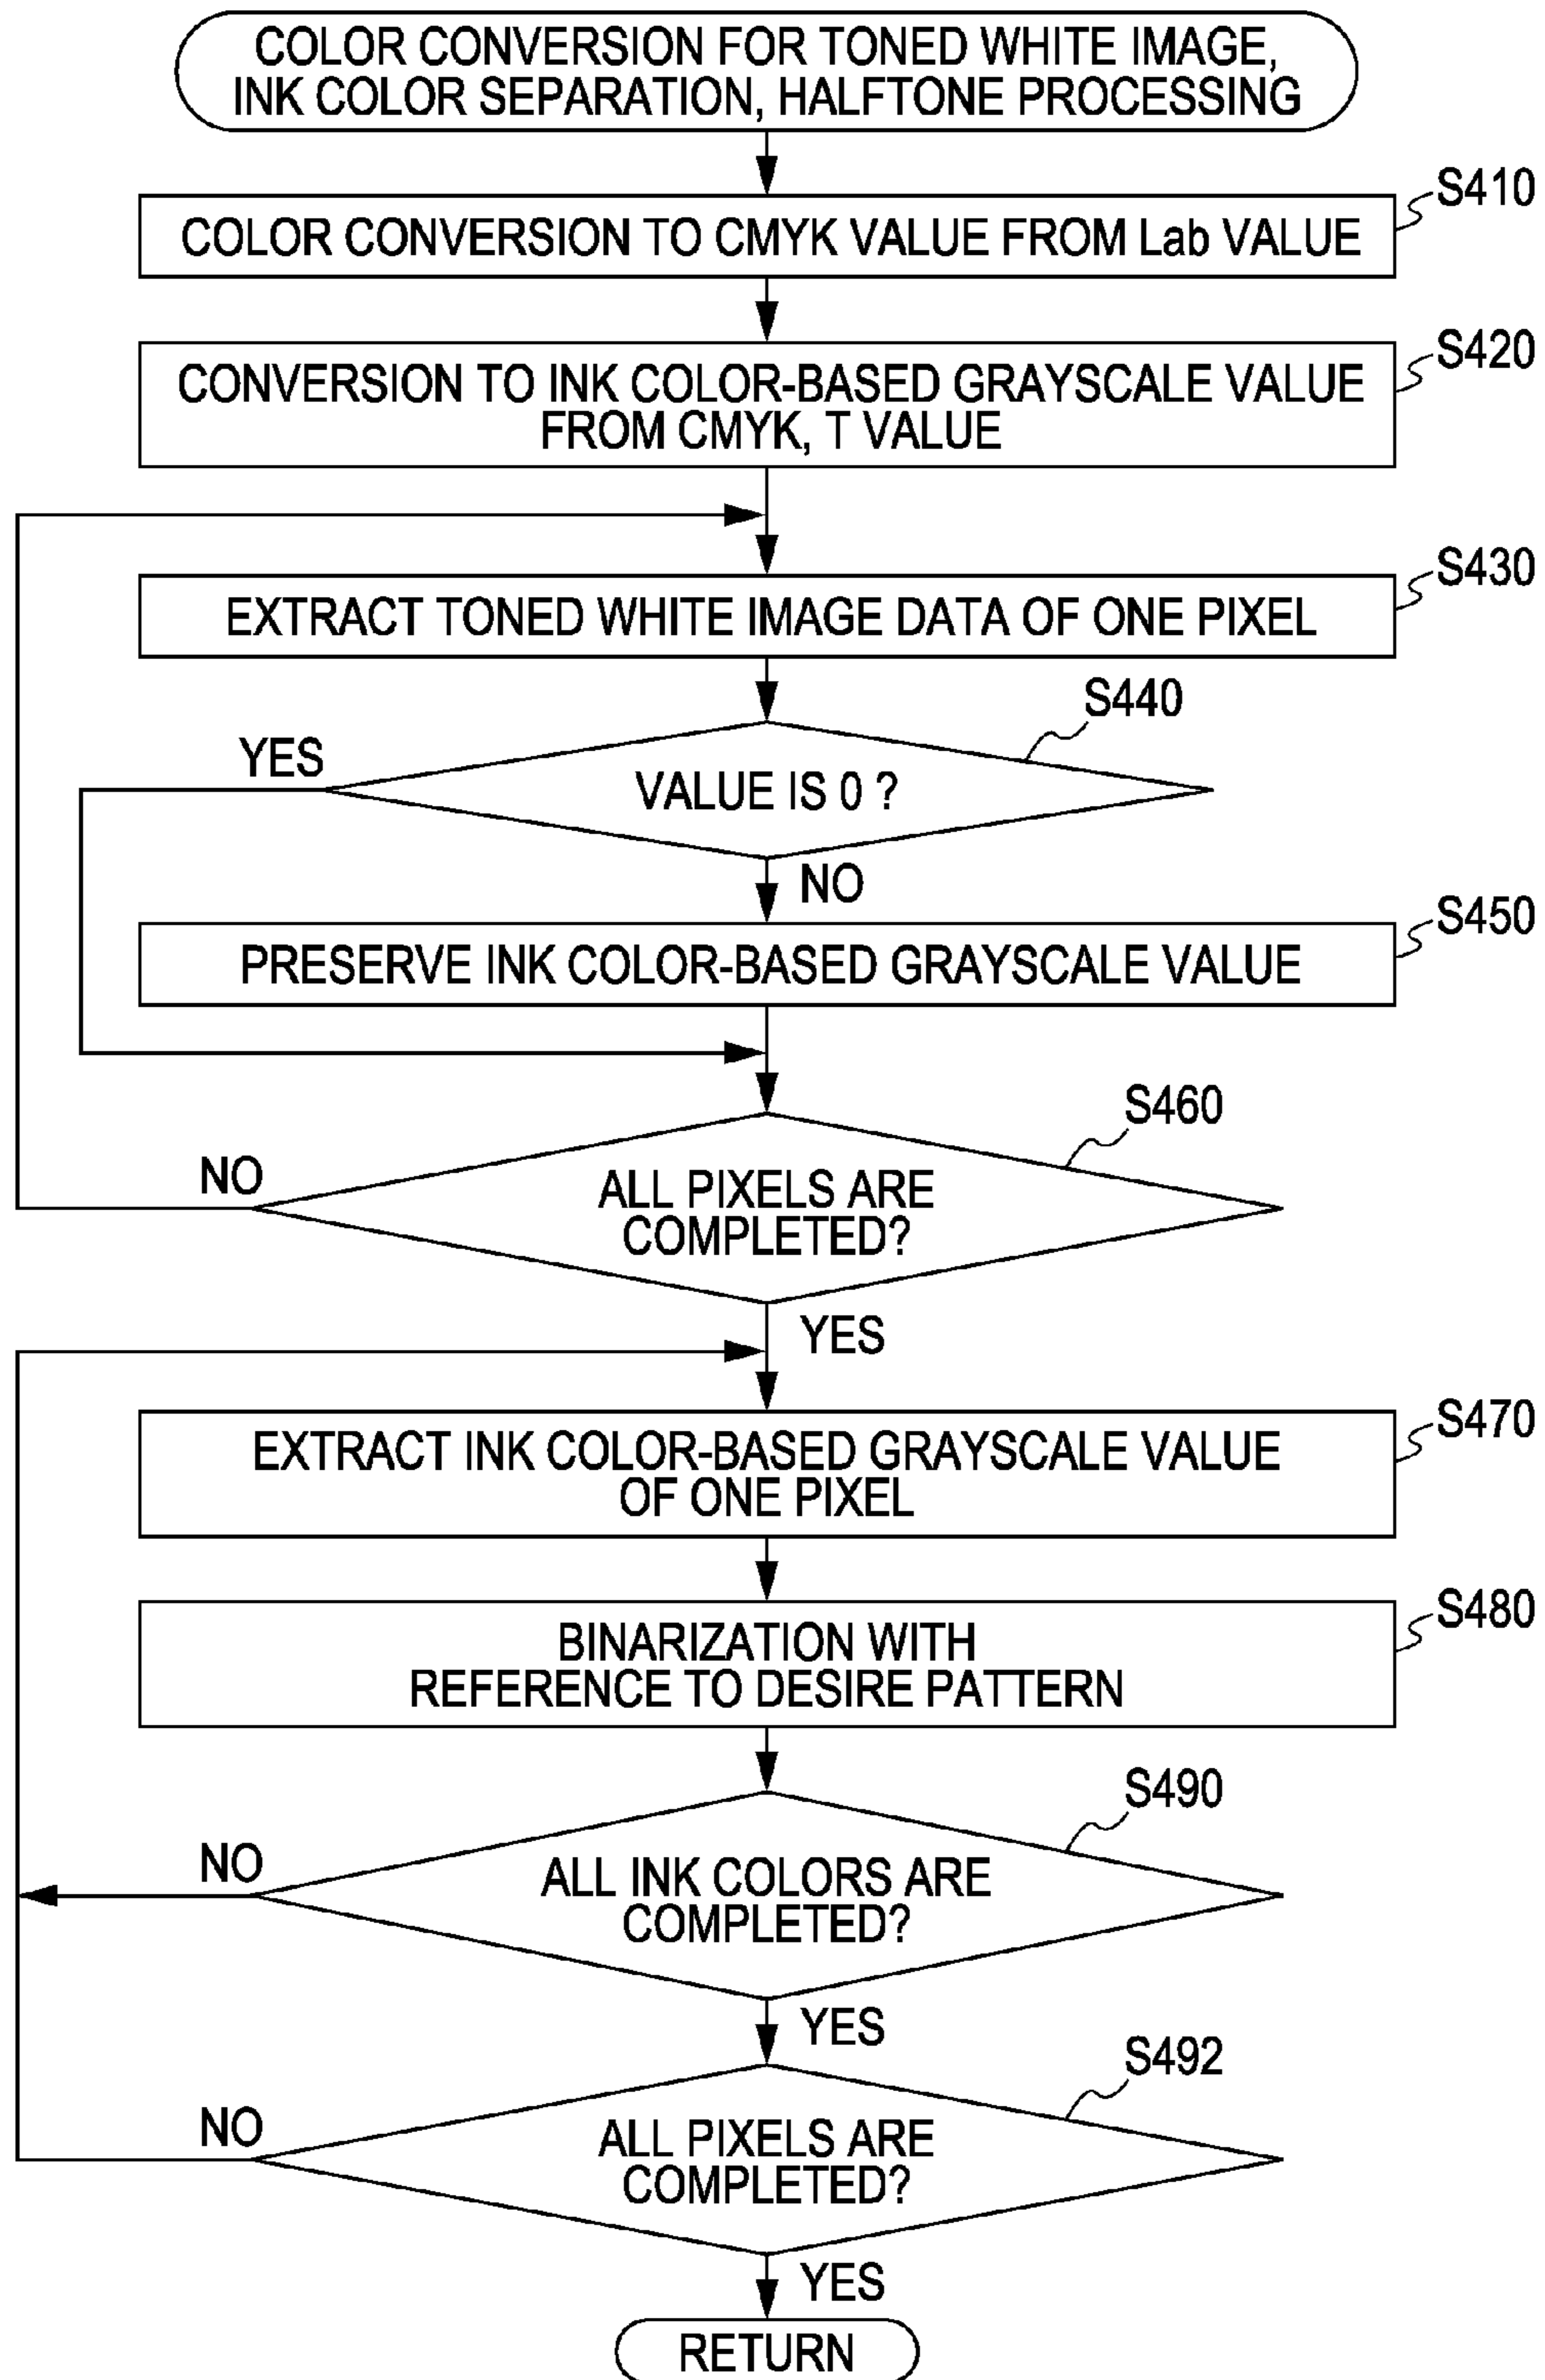 COLOR CONVERSION FOR TONED WHITE IMAGE,
INK COLOR SEPARATION, HALFTONE PROCESSING
S410
COLOR CONVERSION TO CMYK VALUE FROM Lab VALUE
S420
CONVERSION TO INK COLOR-BASED GRAYSCALE VALUE
FROM CMYK, T VALUE
S430
EXTRACT TONED WHITE IMAGE DATA OF ONE PIXEL
S440
YES
VALUE IS 0 ?
NO
S450
PRESERVE INK COLOR-BASED GRAYSCALE VALUE
S460
NO
ALL PIXELS ARE
COMPLETED?
YES
S470
EXTRACT INK COLOR-BASED GRAYSCALE VALUE
OF ONE PIXEL
S480
BINARIZATION WITH
REFERENCE TO DESIRE PATTERN
S490
NO
ALL INK COLORS ARE
COMPLETED?
YES
S492
NO
ALL PIXELS ARE
COMPLETED?
YES
RETURN